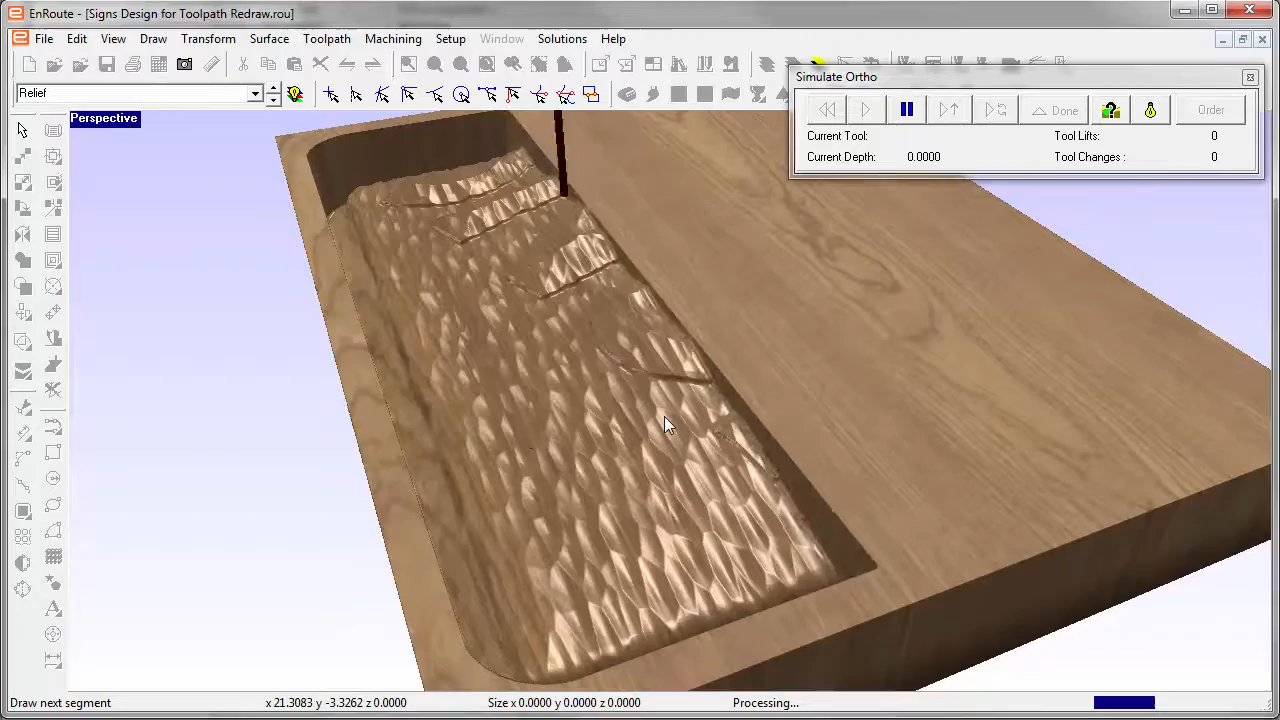 EnRoute - [Signs Design for Toolpath Redraw.rou]
File Edit View Draw Transform Surface Toolpath Machining Setup Window Solutions Help
Relief
Perspective
Simulate Ortho
Done
Order
Current Tool: Tool Lifts: 0
Current Depth: 0.0000 Tool Changes : 0
Draw next segment x 21.3083 y -3.3262 z 0.0000 Size x 0.0000 y 0.0000 z 0.0000 Processing...